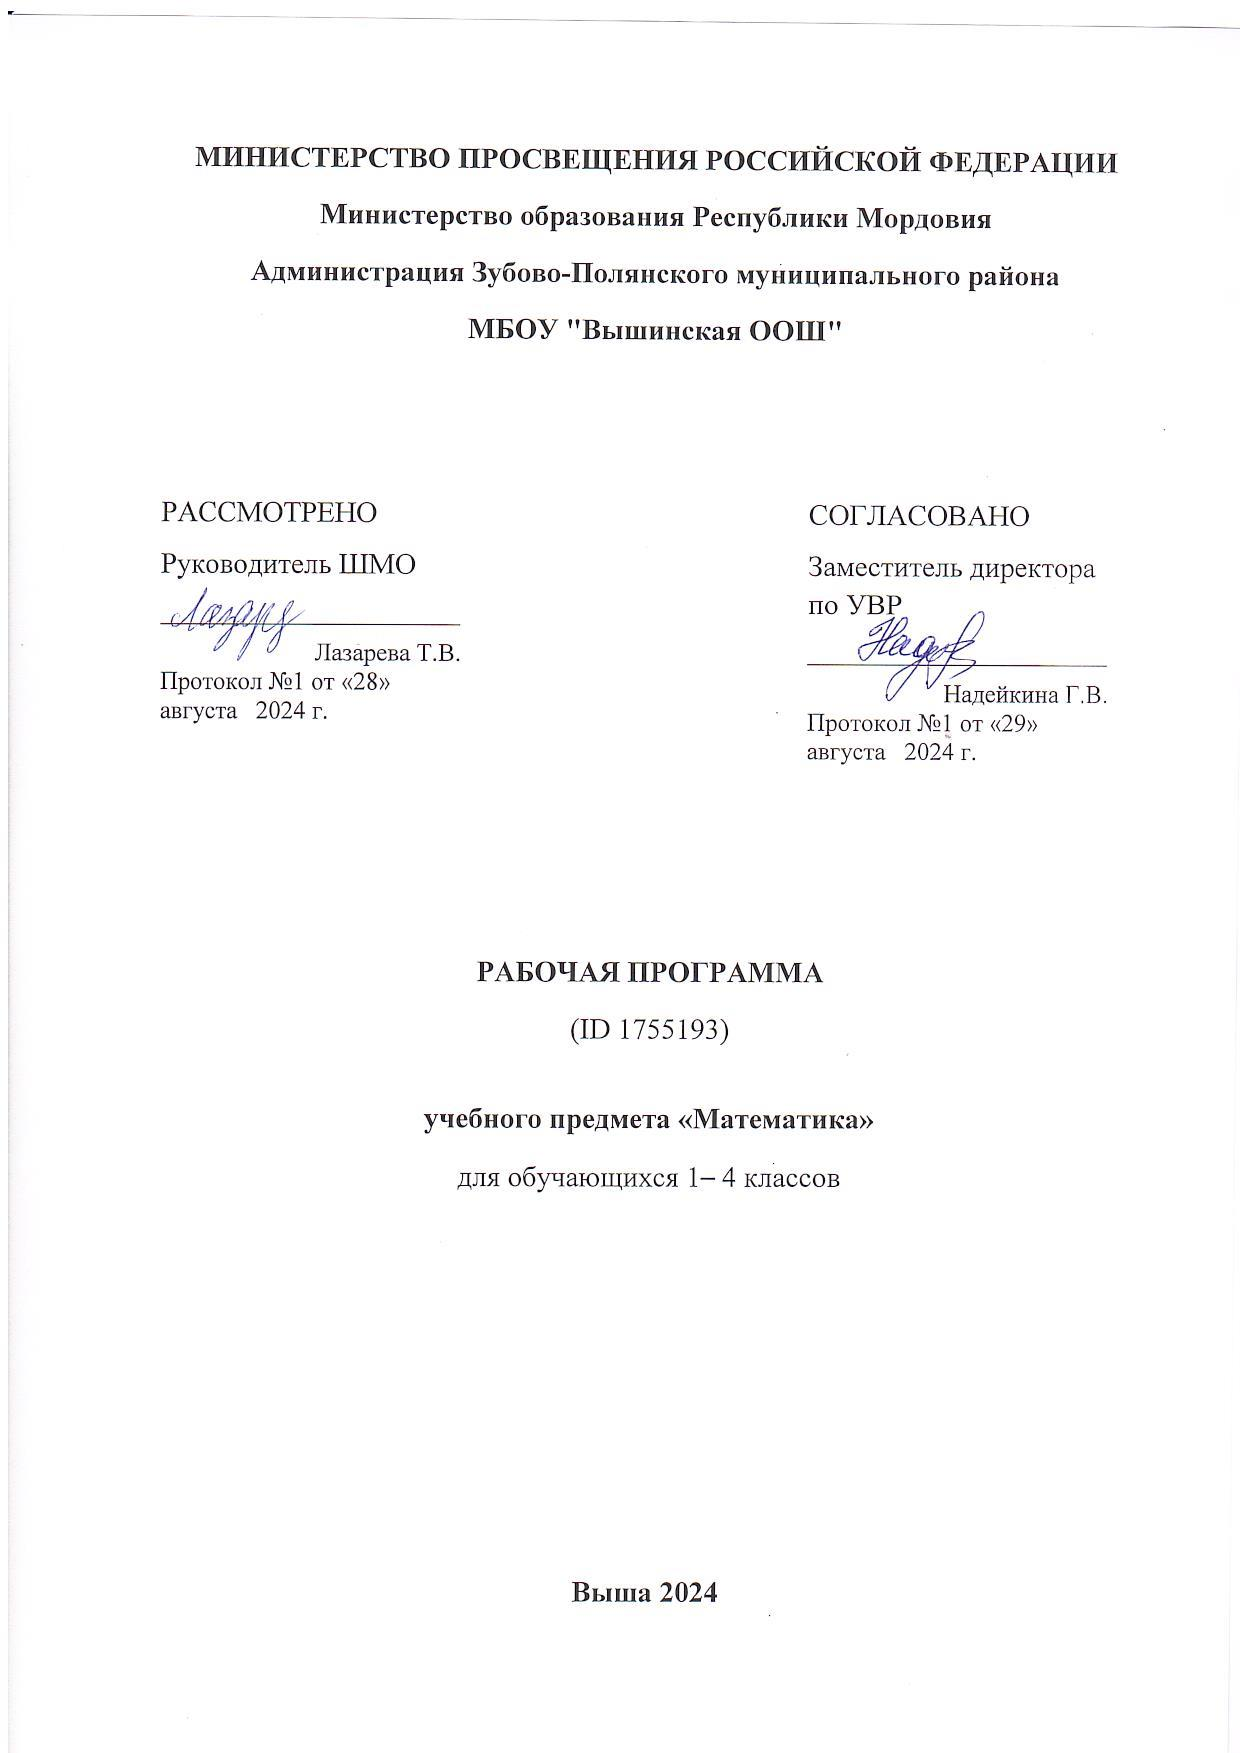 МИНИСТЕРСТВО ПРОСВЕЩЕНИЯ РОССИЙСКОЙ ФЕДЕРАЦИИ
Министерство образования Республики Мордовия
Администрация Зубово-Полянского муниципального района
МБОУ "Вышинская ООШ"
РАССМОТРЕНО
Руководитель ШМО
Лазарева Т.В.
Протокол №1 от «28»
августа 2024 г.
СОГЛАСОВАНО
Заместитель директора
по УВР
Надейкина Г.В.
Протокол №1 от «29»
августа 2024 г.
РАБОЧАЯ ПРОГРАММА
(ID 1755193)
учебного предмета «Математика»
для обучающихся 1– 4 классов
Выша 2024